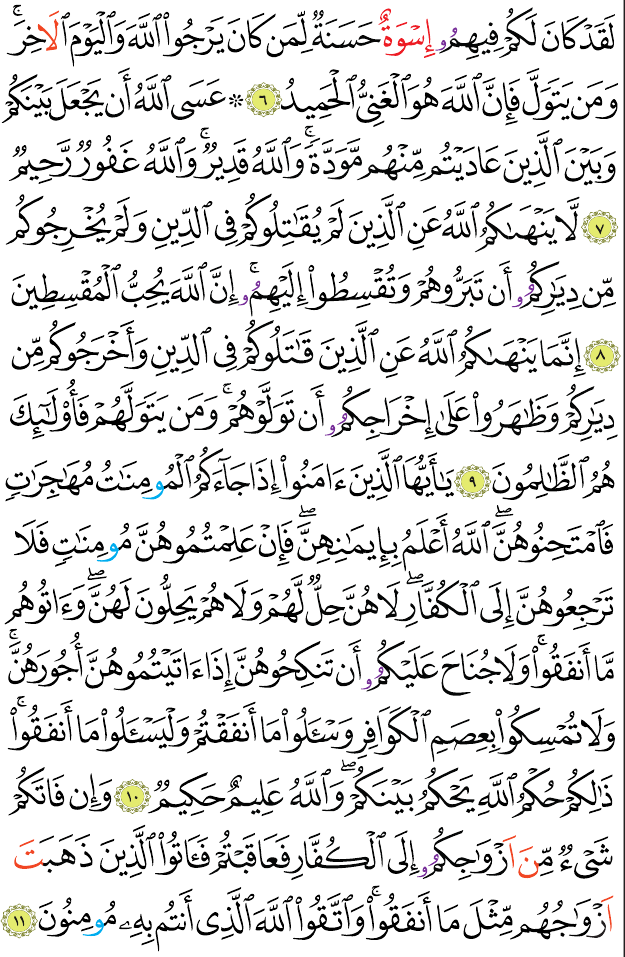 لَقَدْ كَانَ لَكُمْ فِيهِمُۥٓ إِسْوَةٌ حَسَنَةٌ لِّمَن كَانَ يَرْجُوا۟ ٱللَّهَ وَٱلْيَوْمَ ٱلَاخِرَۚ
وَمَن يَتَوَلَّ فَإِنَّ ٱللَّهَ هُوَ ٱلْغَنِىُّ ٱلْحَمِيدُ ٦ ۞ عَسَى ٱللَّهُ أَن يَجْعَلَ بَيْنَكُمْ
وَبَيْنَ ٱلَّذِينَ عَادَيْتُم مِّنْهُم مَّوَدَّةًۚ وَٱللَّهُ قَدِيرٌۚ وَٱللَّهُ غَفُورٌ رَّحِيمٌ
٧ لَّا يَنْهَىٰكُمُ ٱللَّهُ عَنِ ٱلَّذِينَ لَمْ يُقَٰتِلُوكُمْ فِى ٱلدِّينِ وَلَمْ يُخْرِجُوكُم
مِّن دِيَٰرِكُمُۥٓ أَن تَبَرُّوهُمْ وَتُقْسِطُوٓا۟ إِلَيْهِمُۥٓۚ إِنَّ ٱللَّهَ يُحِبُّ ٱلْمُقْسِطِينَ
٨ إِنَّمَا يَنْهَىٰكُمُ ٱللَّهُ عَنِ ٱلَّذِينَ قَٰتَلُوكُمْ فِى ٱلدِّينِ وَأَخْرَجُوكُم مِّن
دِيَٰرِكُمْ وَظَٰهَرُوا۟ عَلَىٰٓ إِخْرَاجِكُمُۥٓ أَن تَوَلَّوْهُمْۚ وَمَن يَتَوَلَّهُمْ فَأُو۟لَٰٓئِكَ
هُمُ ٱلظَّٰلِمُونَ ٩ يَٰٓأَيُّهَا ٱلَّذِينَ ءَامَنُوٓا۟ إِذَا جَآءَكُمُ ٱلْمُومِنَٰتُ مُهَٰجِرَٰتٍ
فَٱمْتَحِنُوهُنَّۖ ٱللَّهُ أَعْلَمُ بِإِيمَٰنِهِنَّۖ فَإِنْ عَلِمْتُمُوهُنَّ مُومِنَٰتٍ فَلَا
تَرْجِعُوهُنَّ إِلَى ٱلْكُفَّارِۖ لَا هُنَّ حِلٌّ لَّهُمْ وَلَا هُمْ يَحِلُّونَ لَهُنَّۖ وَءَاتُوهُم
مَّآ أَنفَقُوا۟ۚ وَلَا جُنَاحَ عَلَيْكُمُۥٓ أَن تَنكِحُوهُنَّ إِذَآ ءَاتَيْتُمُوهُنَّ أُجُورَهُنَّۚ
وَلَا تُمْسِكُوا۟ بِعِصَمِ ٱلْكَوَافِرِ وَسْـَٔلُوا۟ مَآ أَنفَقْتُمْ وَلْيَسْـَٔلُوا۟ مَآ أَنفَقُوا۟ۚ
ذَٰلِكُمْ حُكْمُ ٱللَّهِ يَحْكُمُ بَيْنَكُمْۖ وَٱللَّهُ عَلِيمٌ حَكِيمٌ ١٠ وَإِن فَاتَكُمْ
شَىْءٌ مِّنَ اَزْوَٰجِكُمُۥٓ إِلَى ٱلْكُفَّارِ فَعَاقَبْتُمْ فَـَٔاتُوا۟ ٱلَّذِينَ ذَهَبَتَ
اَزْوَٰجُهُم مِّثْلَ مَآ أَنفَقُوا۟ۚ وَٱتَّقُوا۟ ٱللَّهَ ٱلَّذِىٓ أَنتُم بِهِۦ مُومِنُونَ ١١